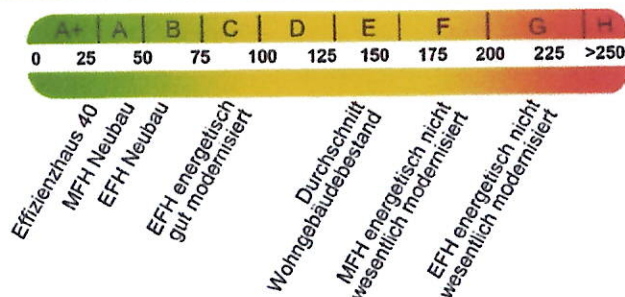 A+ A B C D E F G H
0 25 50 75 100 125 150 175 200 225 >250
Effizienzhaus 40
MFH Neubau
EFH Neubau
EFH energetisch
gut modernisiert
Durchschnitt
Wohngebäudebestand
MFH energetisch nicht
wesentlich modernisiert
EFH energetisch nicht
wesentlich modernisiert